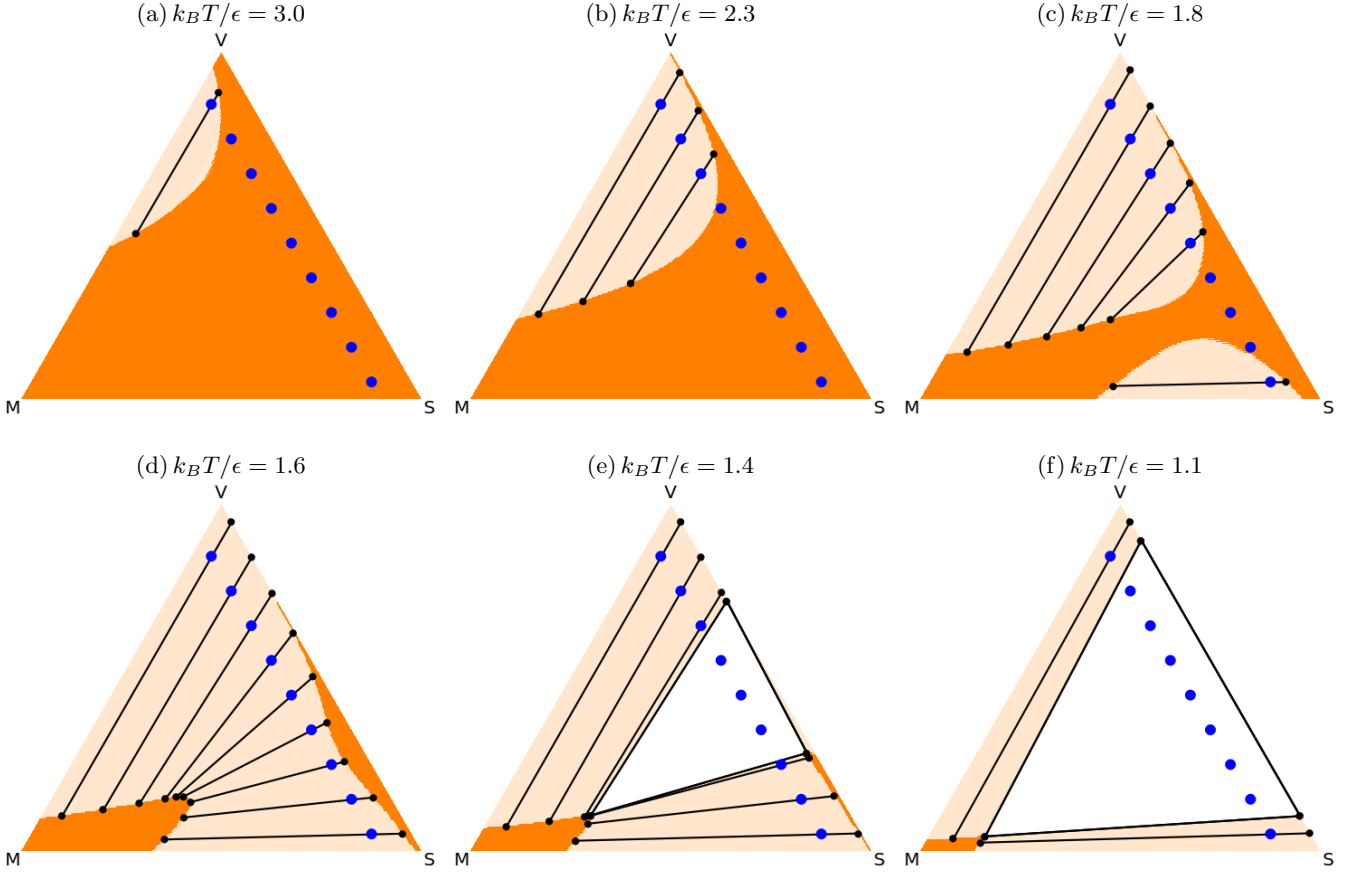 (a) k_BT/ϵ = 3.0
(b) k_BT/ϵ = 2.3
(c) k_BT/ϵ = 1.8
V
V
V
M
S
M
S
M
S
(d) k_BT/ϵ = 1.6
(e) k_BT/ϵ = 1.4
(f) k_BT/ϵ = 1.1
V
V
V
M
S
M
S
M
S